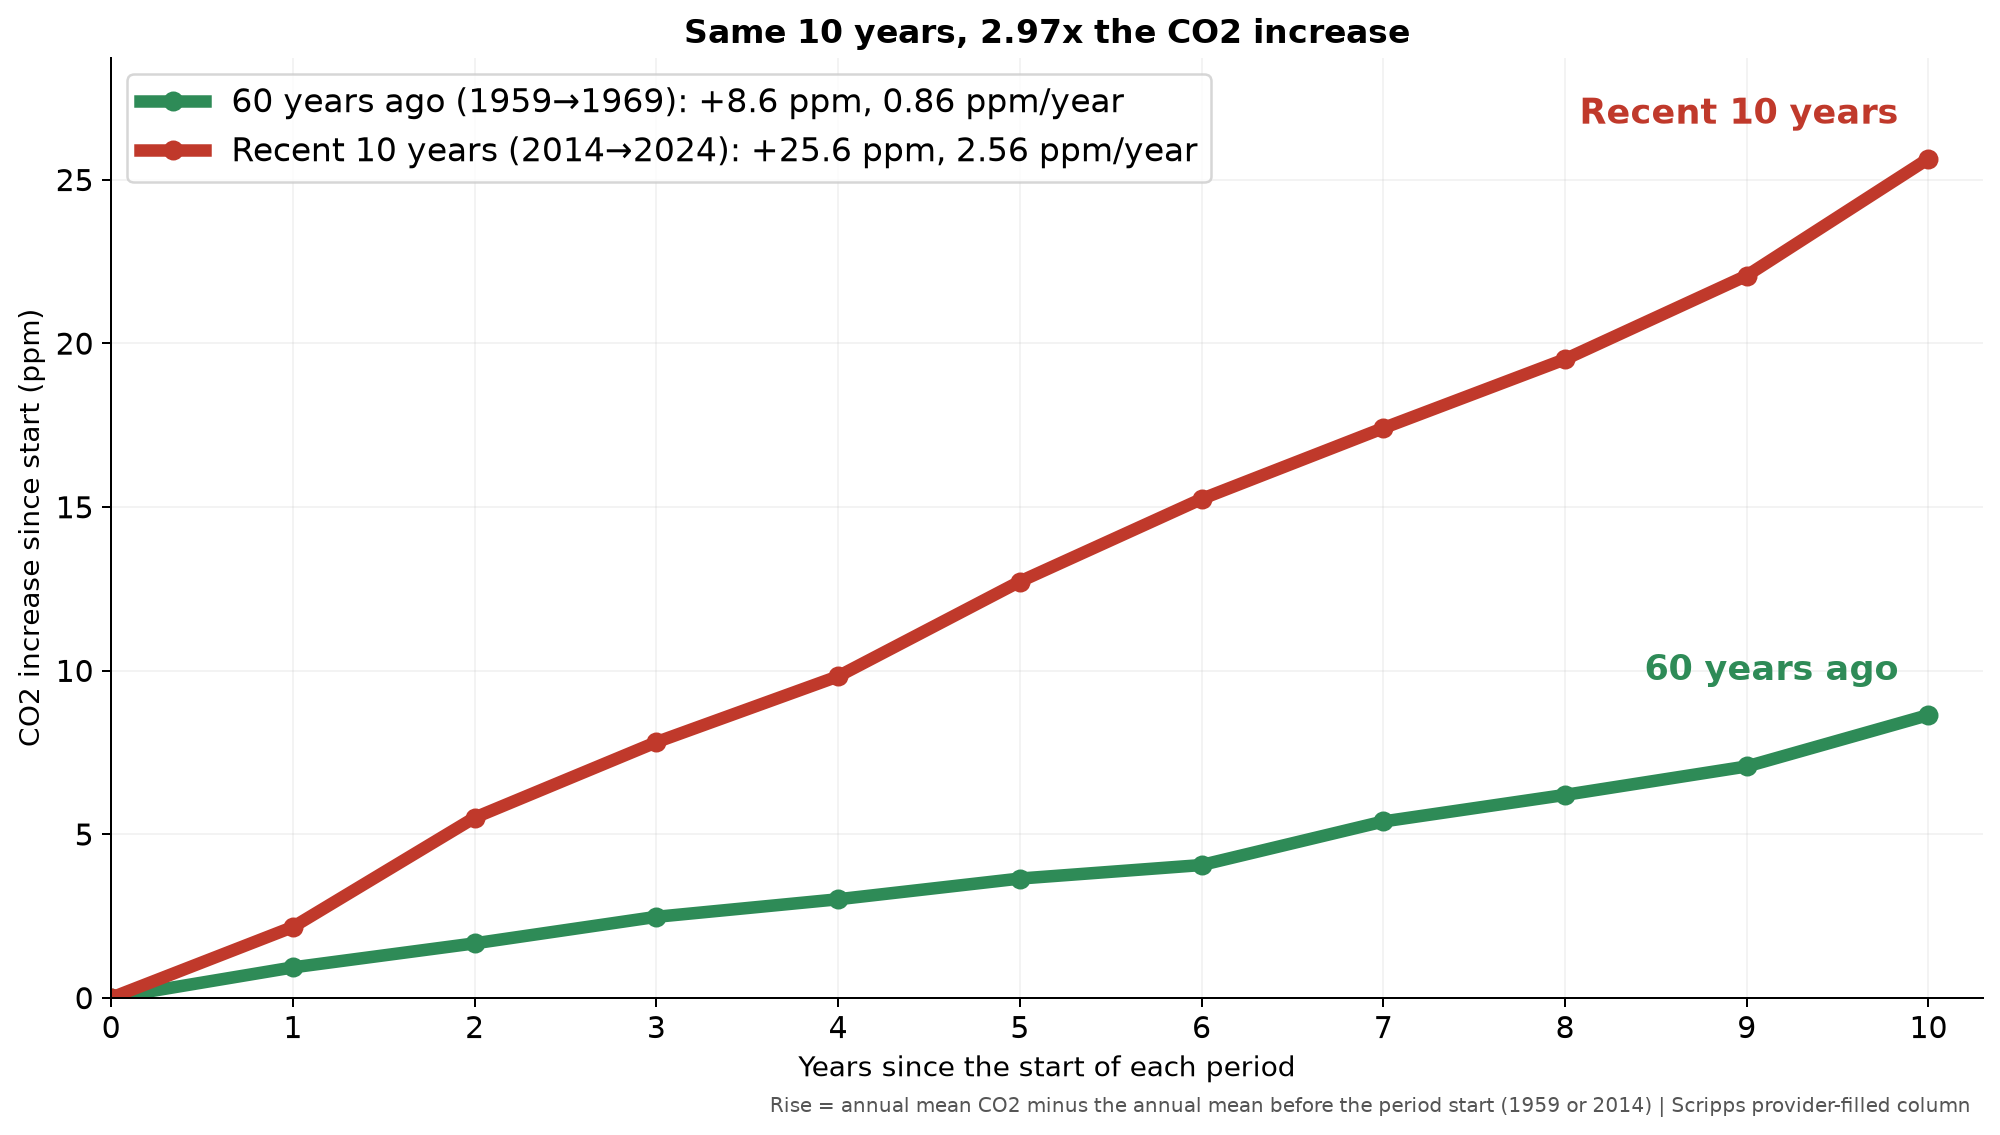 Same 10 years, 2.97x the CO2 increase
60 years ago (1959→1969): +8.6 ppm, 0.86 ppm/year
Recent 10 years (2014→2024): +25.6 ppm, 2.56 ppm/year
Recent 10 years
60 years ago
CO2 increase since start (ppm)
25
20
15
10
5
0
0 1 2 3 4 5 6 7 8 9 10
Years since the start of each period
Rise = annual mean CO2 minus the annual mean before the period start (1959 or 2014) | Scripps provider-filled column